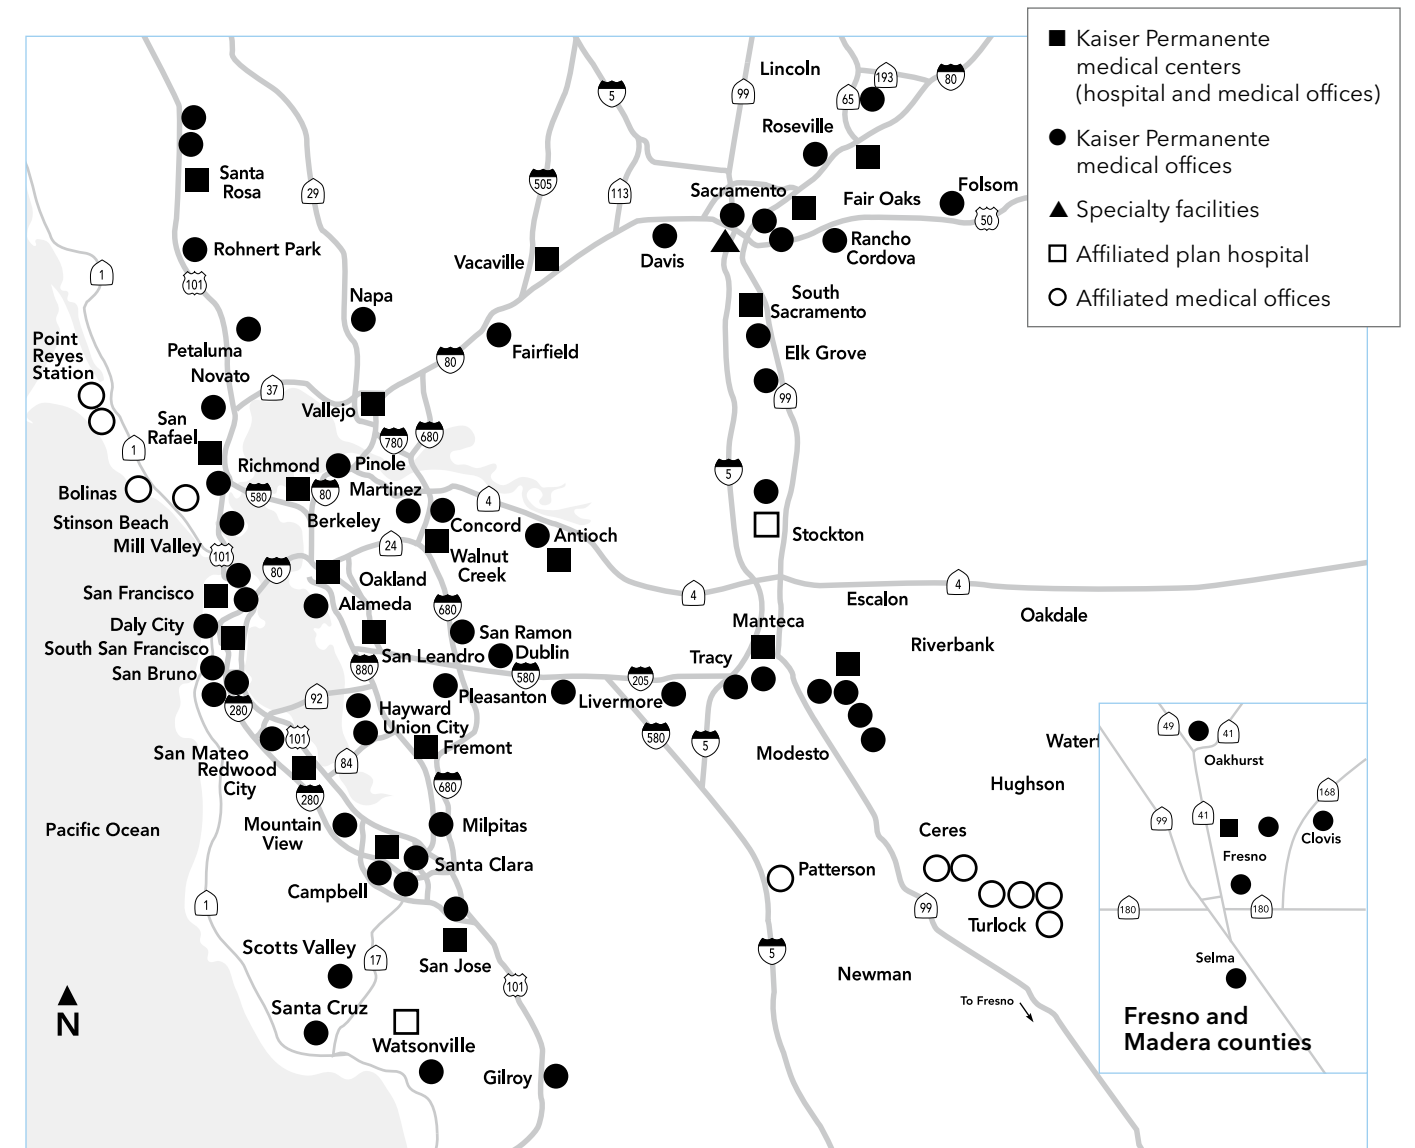 Kaiser Permanente
medical centers
(hospital and medical offices)
Kaiser Permanente
medical offices
Specialty facilities
Affiliated plan hospital
Affiliated medical offices
Lincoln
193
80
5
99
65
Roseville
Santa
Rosa
505
29
113
Sacramento
Folsom
Fair Oaks
50
Rohnert Park
Rancho
Cordova
Davis
Vacaville
1
101
Napa
South
Sacramento
Point
Reyes
Station
Petaluma
Fairfield
Elk Grove
80
Novato
37
99
Vallejo
San
Rafael
780
680
1
Richmond
Pinole
5
Martinez
Bolinas
580
80
4
Stinson Beach
Berkeley
Concord
Antioch
Stockton
Mill Valley
24
101
Walnut
Creek
80
Oakland
4
San Francisco
4
Escalon
Alameda
680
Oakdale
Daly City
Manteca
San Ramon
Riverbank
South San Francisco
San Leandro
Dublin
Tracy
880
580
205
San Bruno
92
Pleasanton
Livermore
280
Hayward
Union City
101
580
5
San Mateo
Fremont
Modesto
Waterf
84
Redwood
City
680
Hughson
280
Mountain
View
Milpitas
Pacific Ocean
Ceres
Santa Clara
Patterson
Campbell
1
99
Turlock
Scotts Valley
17
5
San Jose
Newman
101
To Fresno
Santa Cruz
N
Watsonville
Gilroy
49
41
Oakhurst
168
99
41
Clovis
Fresno
180
180
Selma
Fresno and
Madera counties